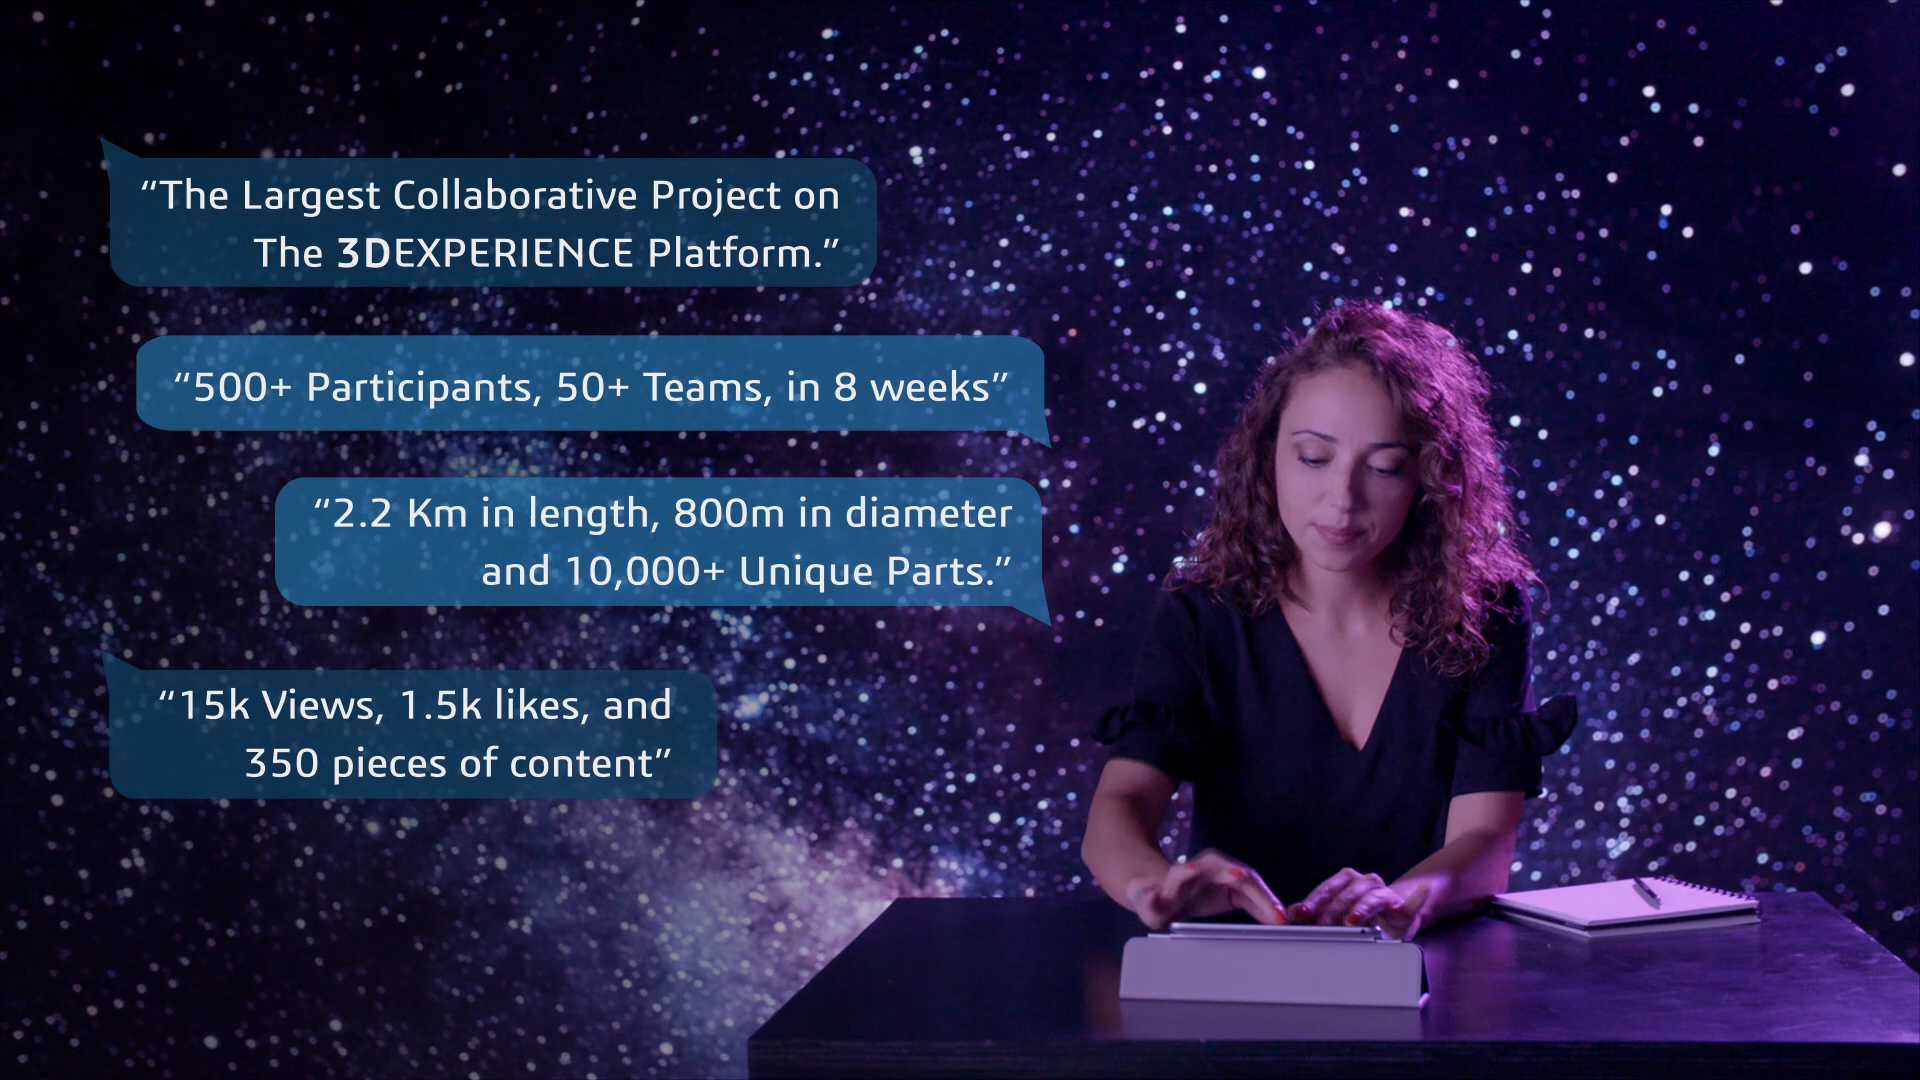 “The Largest Collaborative Project on
The 3DEXPERIENCE Platform.”
“500+ Participants, 50+ Teams, in 8 weeks”
“2.2 Km in length, 800m in diameter
and 10,000+ Unique Parts.”
“15k Views, 1.5k likes, and
350 pieces of content”